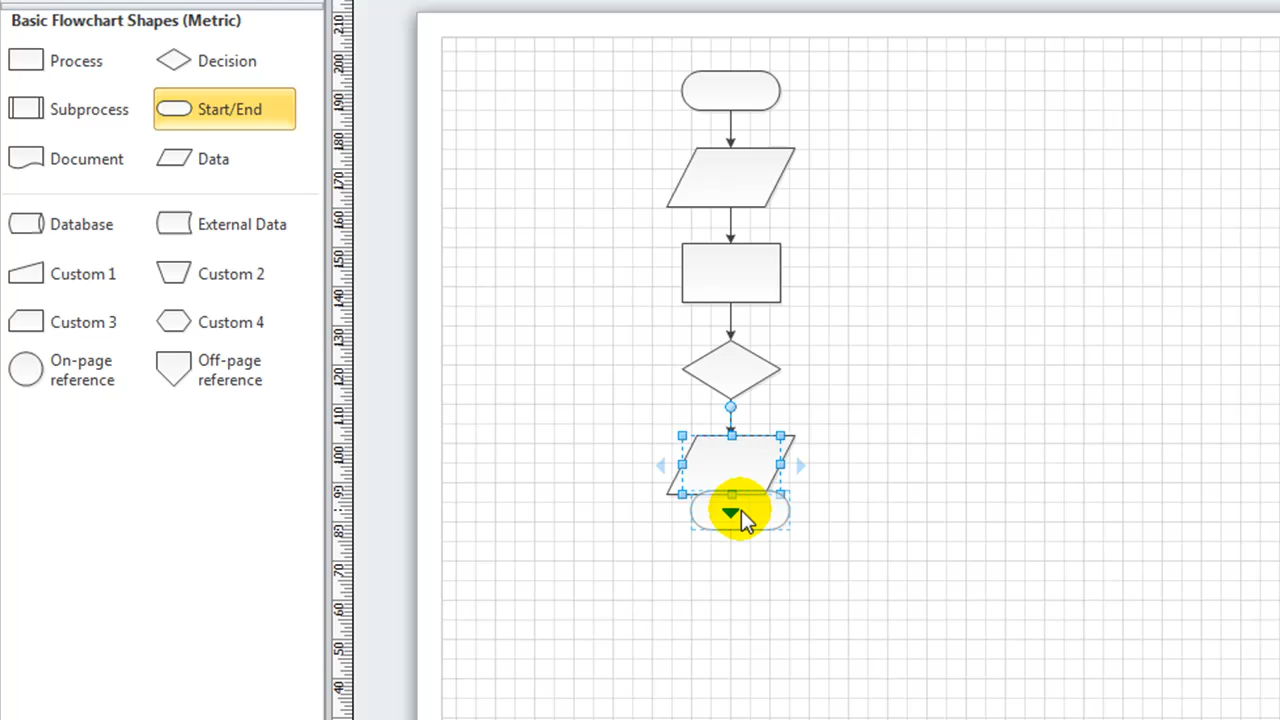 Basic Flowchart Shapes (Metric)
Process
Decision
Subprocess
Start/End
Document
Data
Database
External Data
Custom 1
Custom 2
Custom 3
Custom 4
On-page
reference
Off-page
reference
210
200
190
180
170
160
150
140
130
120
110
100
90
80
70
60
50
40